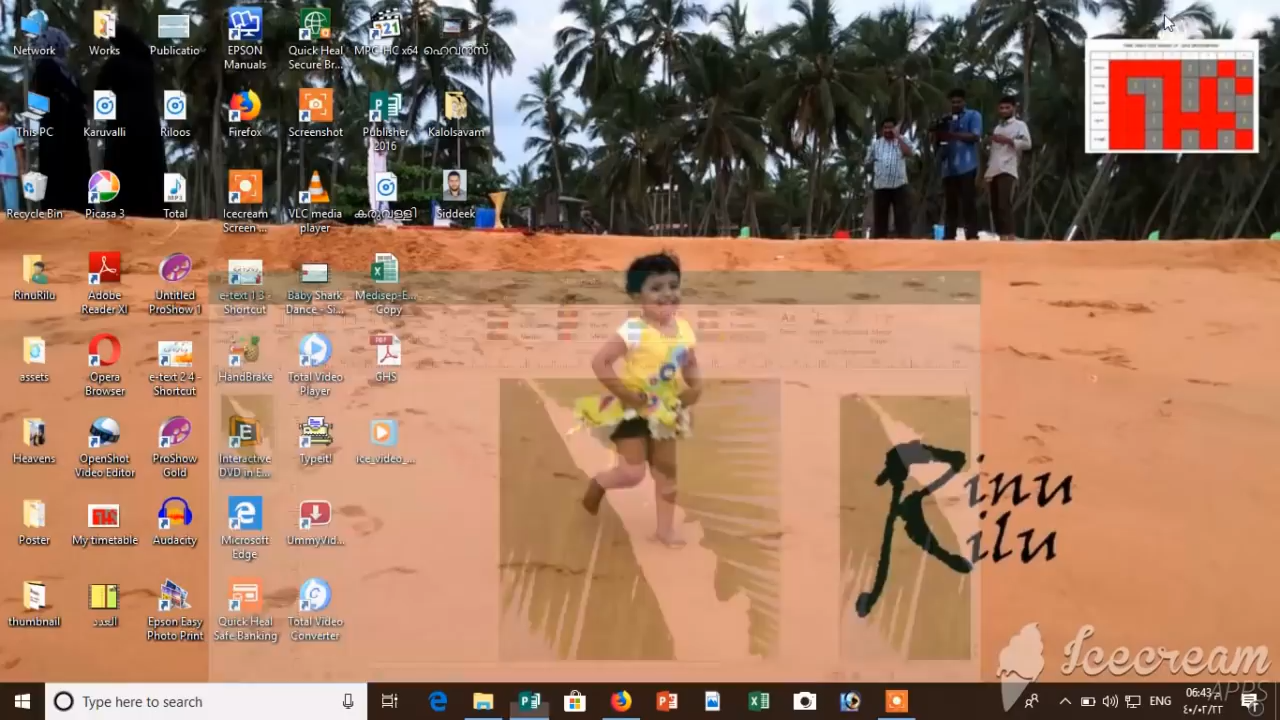 Network
Works
Publicatio
EPSON Manuals
Quick Heal Secure Br...
MPC-HC x64
ഹെവൻസ്
This PC
Karuvalli
Riloos
Firefox
Screenshot
Publisher 2016
Kalolsavam
Recycle Bin
Picasa 3
Total
Icecream Screen ...
VLC media player
കരുവള്ളി
Siddeek
RinuRilu
Adobe Reader XI
Untitled ProShow 1
e-text 1 3 - Shortcut
Baby Shark Dance - Si...
Medisep-E... - Copy
assets
Opera Browser
e-text 2 4 - Shortcut
HandBrake
Total Video Player
GHS
Heavens
OpenShot Video Editor
ProShow Gold
Interactive DVD in E...
Typeit!
ice_video_...
Poster
My timetable
Audacity
Microsoft Edge
UmmyVid...
thumbnail
العدد
Epson Easy Photo Print
Quick Heal Safe Banking
Total Video Converter
Rinu
Rilu
Icecream
APPS
Type here to search
ENG
06:43